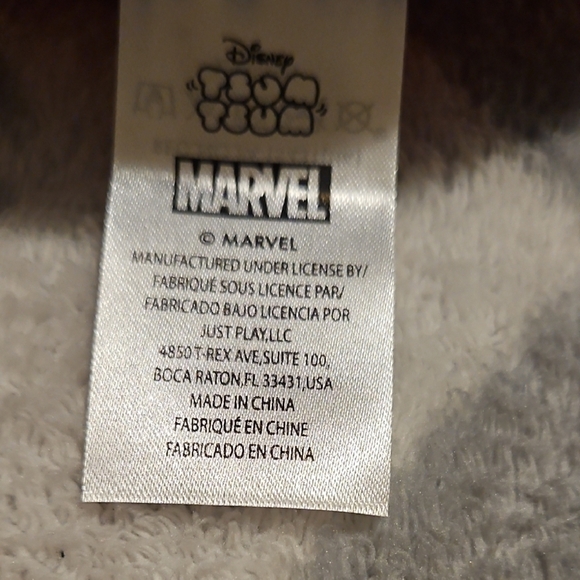 Disney
"TSUM
TSUM"
MARVEL
© MARVEL
MANUFACTURED UNDER LICENSE BY/
FABRIQUÉ SOUS LICENCE PAR/
FABRICADO BAJO LICENCIA POR
JUST PLAY,LLC
4850 T-REX AVE,SUITE 100,
BOCA RATON,FL 33431,USA
MADE IN CHINA
FABRIQUÉ EN CHINE
FABRICADO EN CHINA